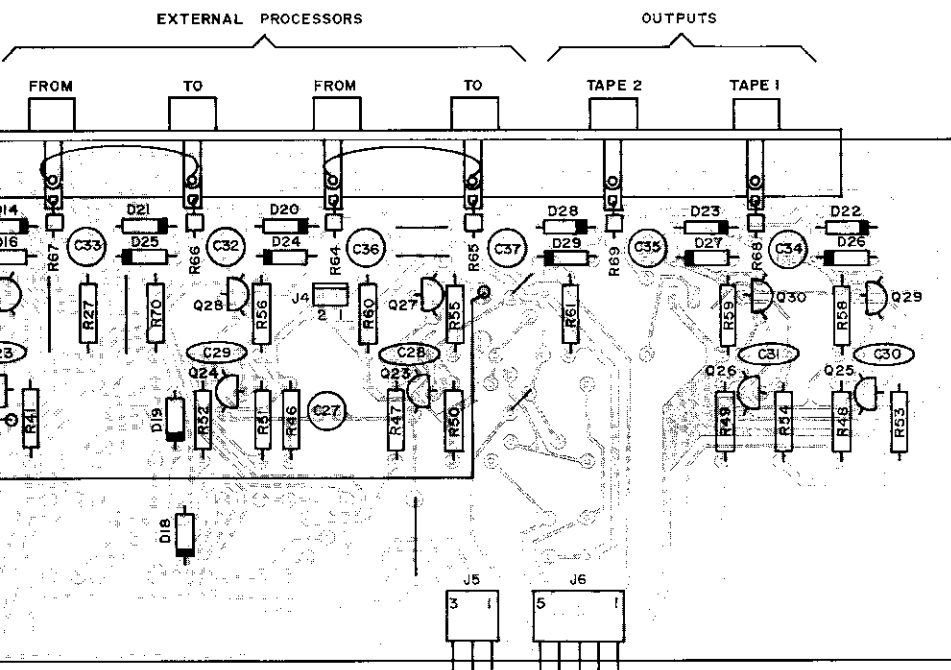 EXTERNAL PROCESSORS OUTPUTS
FROM TO FROM TO TAPE 2 TAPE 1
D14 D21 D20 D28 D23 D22
D16 R67 C33 D25 R66 C32 D24 R64 C36 R65 C37 D29 R69 C35 D27 R68 C34 D26
R27 R70 Q28 R56 J4 R60 Q27 R55 R61 R59 Q30 R58 Q29
2 1
C29 C28 C31 C30
Q24 Q23 Q26 Q25
R41 D19 R52 R51 R46 C27 R47 R50 R49 R54 R48 R53
D18
J5 J6
3 1 5 1